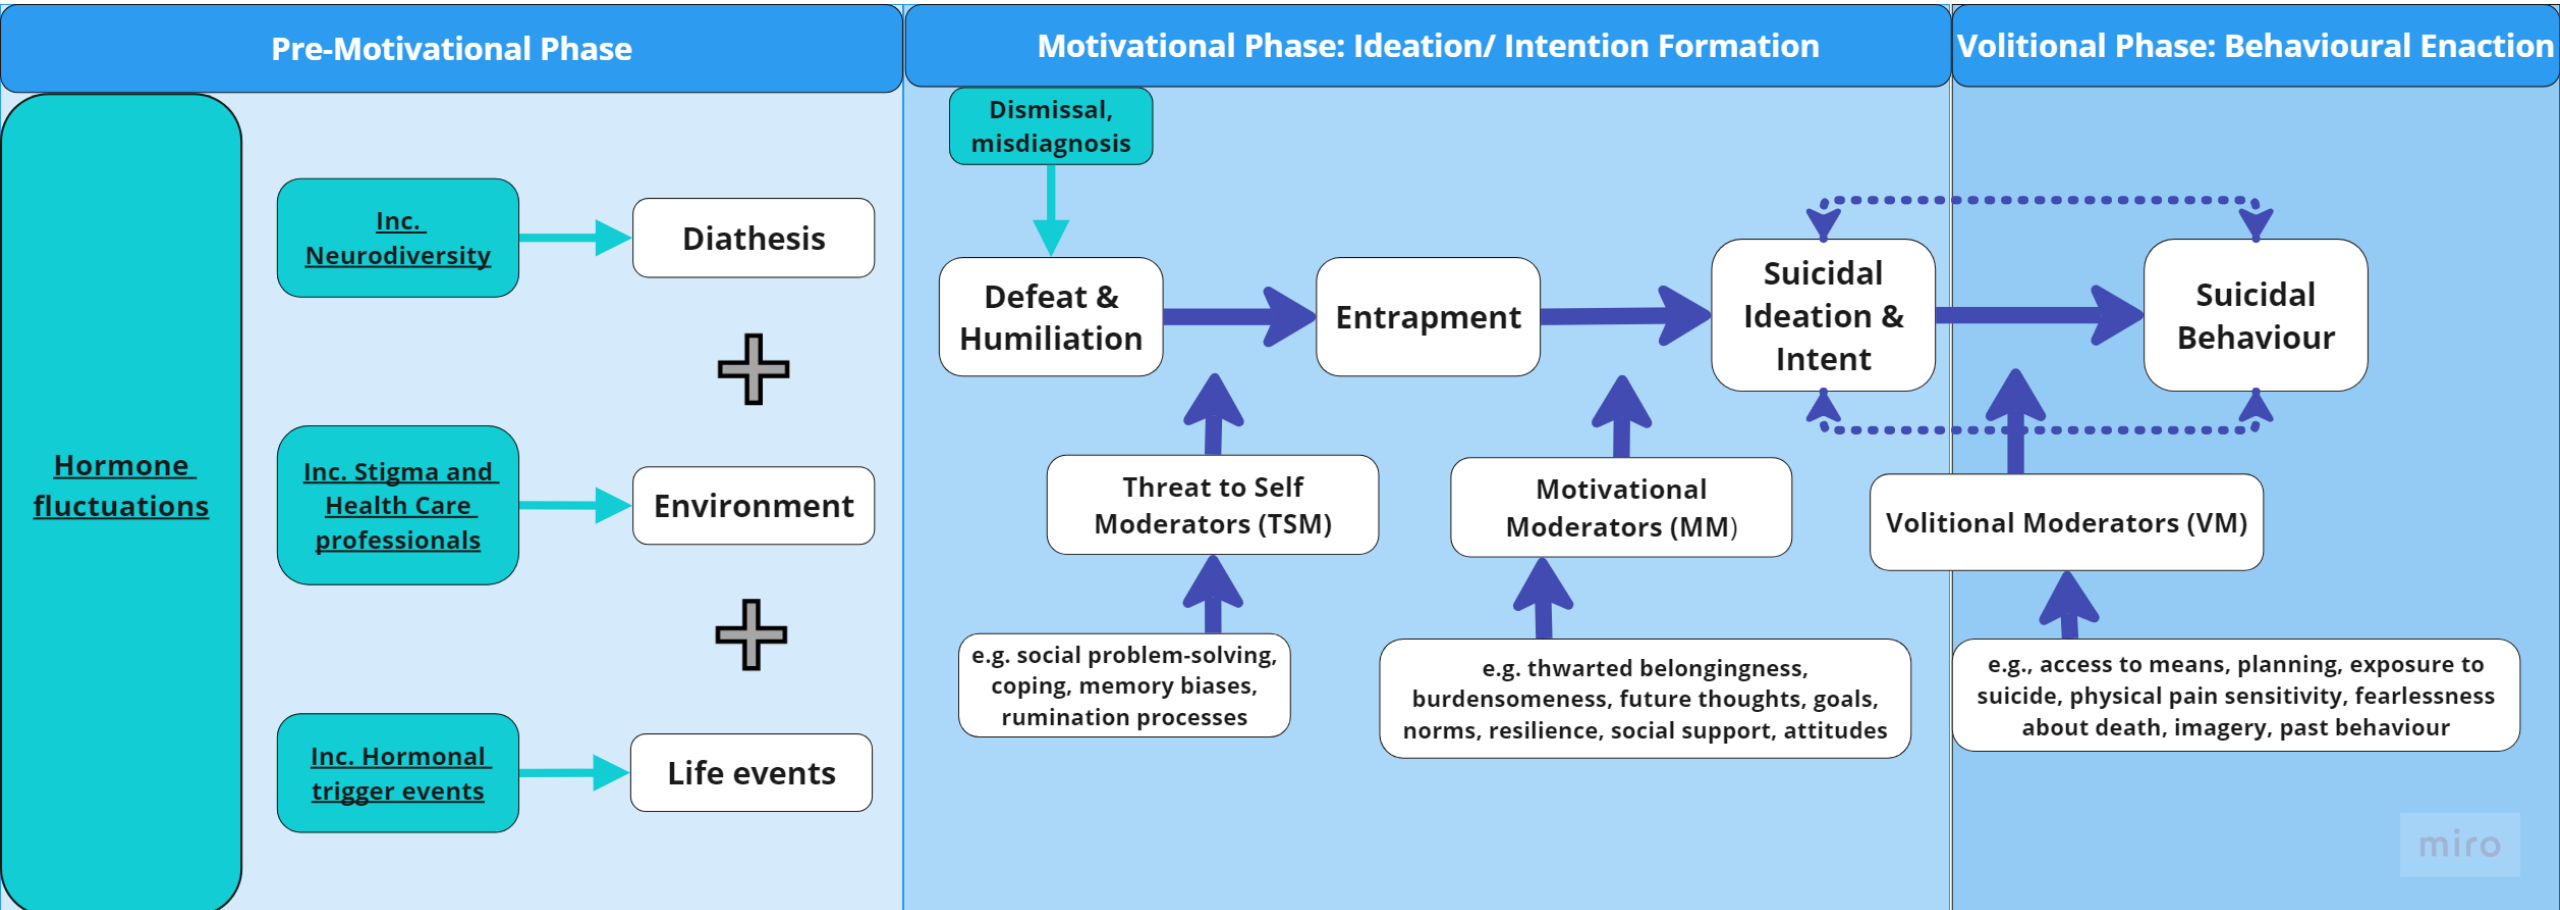 Pre-Motivational Phase
Motivational Phase: Ideation/ Intention Formation
Volitional Phase: Behavioural Enaction
Hormone
fluctuations
Inc.
Neurodiversity
Diathesis
Inc. Stigma and
Health Care
professionals
Environment
Inc. Hormonal
trigger events
Life events
Dismissal,
misdiagnosis
Defeat &
Humiliation
Entrapment
Suicidal
Ideation &
Intent
Suicidal
Behaviour
Threat to Self
Moderators (TSM)
Motivational
Moderators (MM)
Volitional Moderators (VM)
e.g. social problem-solving,
coping, memory biases,
rumination processes
e.g. thwarted belongingness,
burdensomeness, future thoughts, goals,
norms, resilience, social support, attitudes
e.g., access to means, planning, exposure to
suicide, physical pain sensitivity, fearlessness
about death, imagery, past behaviour
miro